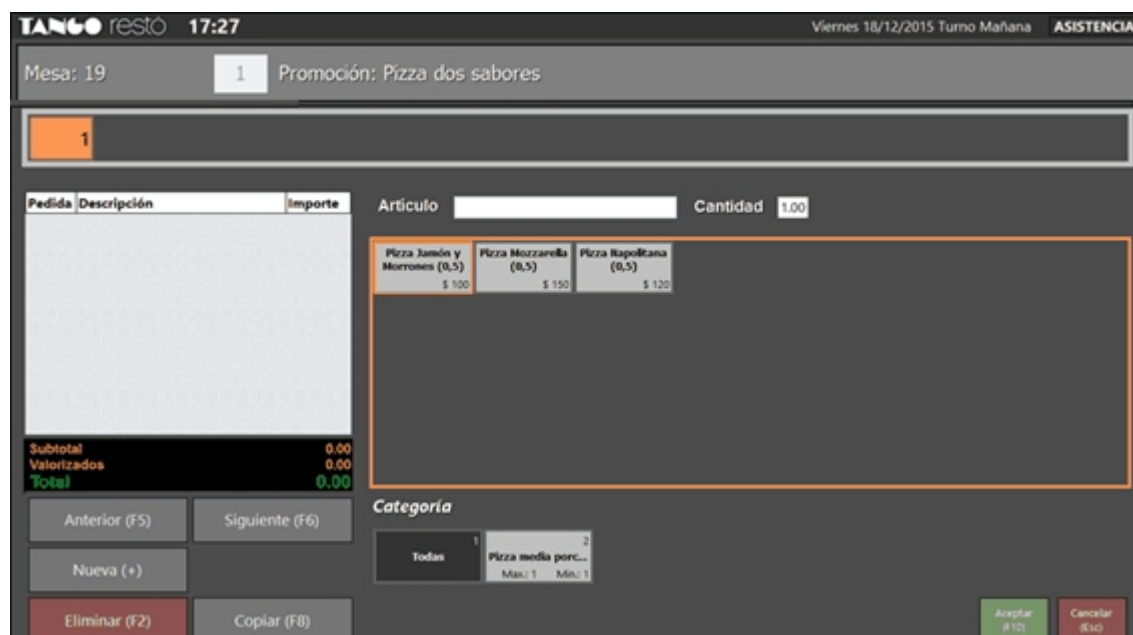 TANGO restó 17:27 Viernes 18/12/2015 Turno Mañana ASISTENCIA
Mesa: 19 1 Promoción: Pizza dos sabores
1
Pedida Descripción Importe
Artículo Cantidad 1.00
Pizza Jamón y Morrones (0,5) $ 100
Pizza Mozzarella (0,5) $ 150
Pizza Napolitana (0,5) $ 120
Subtotal 0.00
Valorizados 0.00
Total 0.00
Anterior (F5) Siguiente (F6)
Nueva (+)
Eliminar (F2) Copiar (F8)
Categoría
Todas 1
Pizza media porc... 2
Max.: 1 Min.: 1
Aceptar (F10)
Cancelar (Esc)